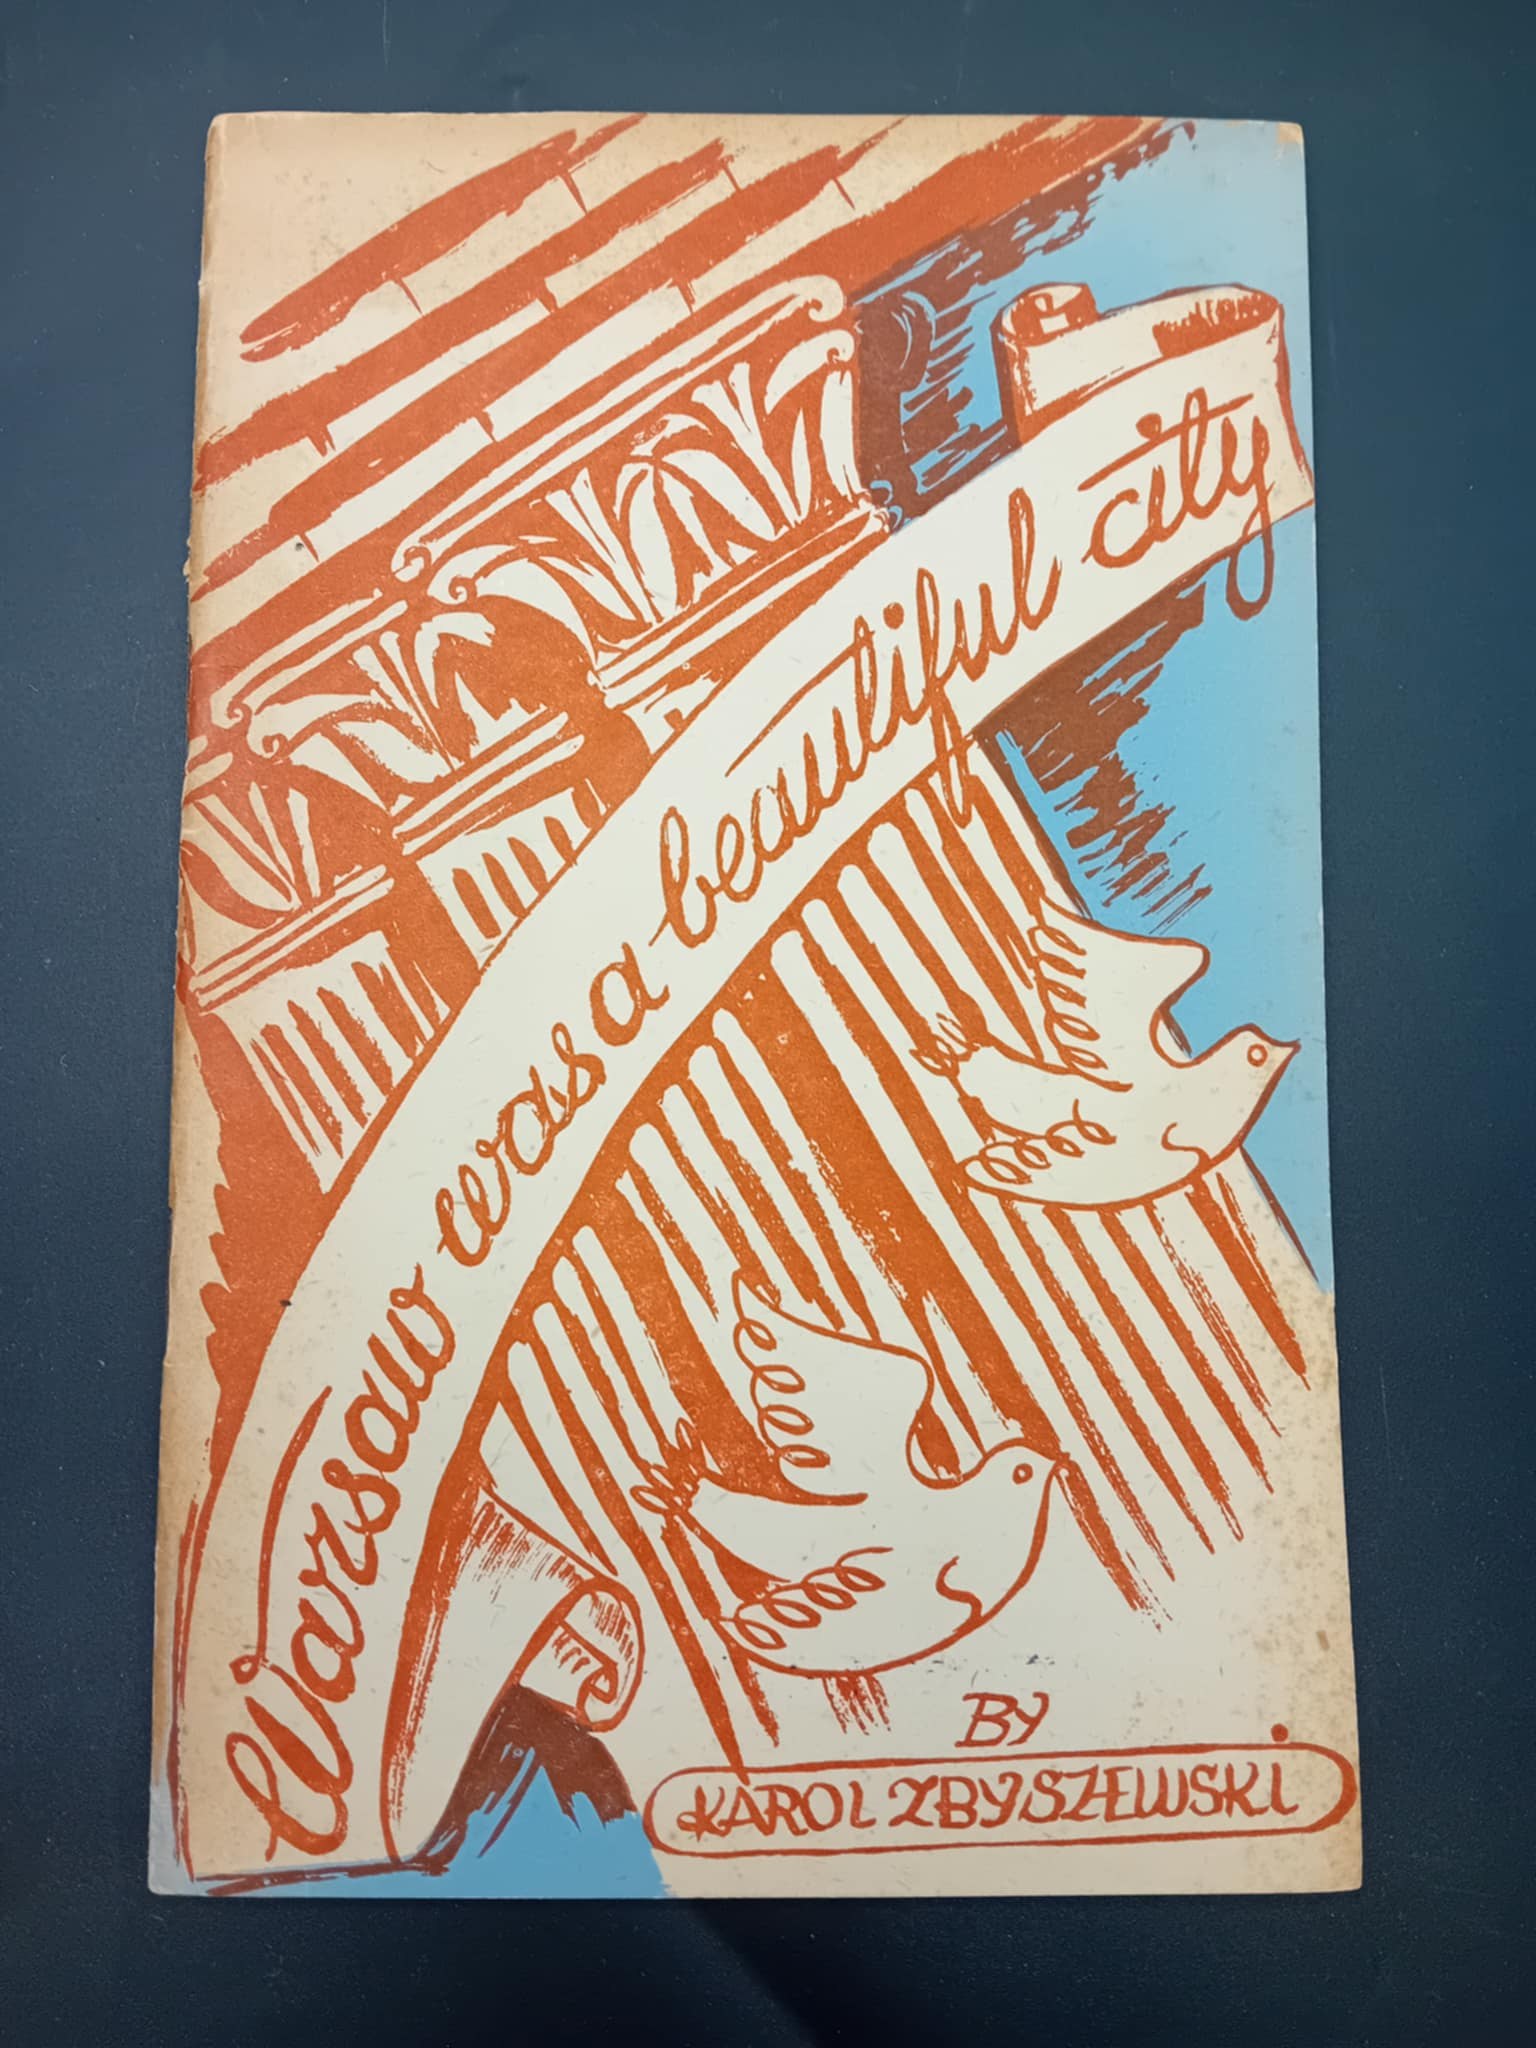 Warsaw was a beautiful city
BY
KAROL ZBYSZEWSKI